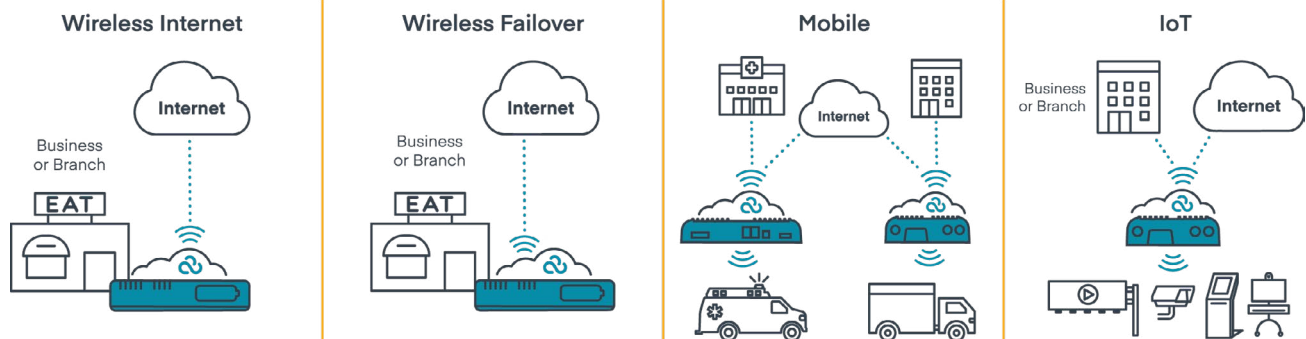 Wireless Internet
Internet
Business
or Branch
EAT
Wireless Failover
Internet
Business
or Branch
EAT
Mobile
Internet
IoT
Business
or Branch
Internet